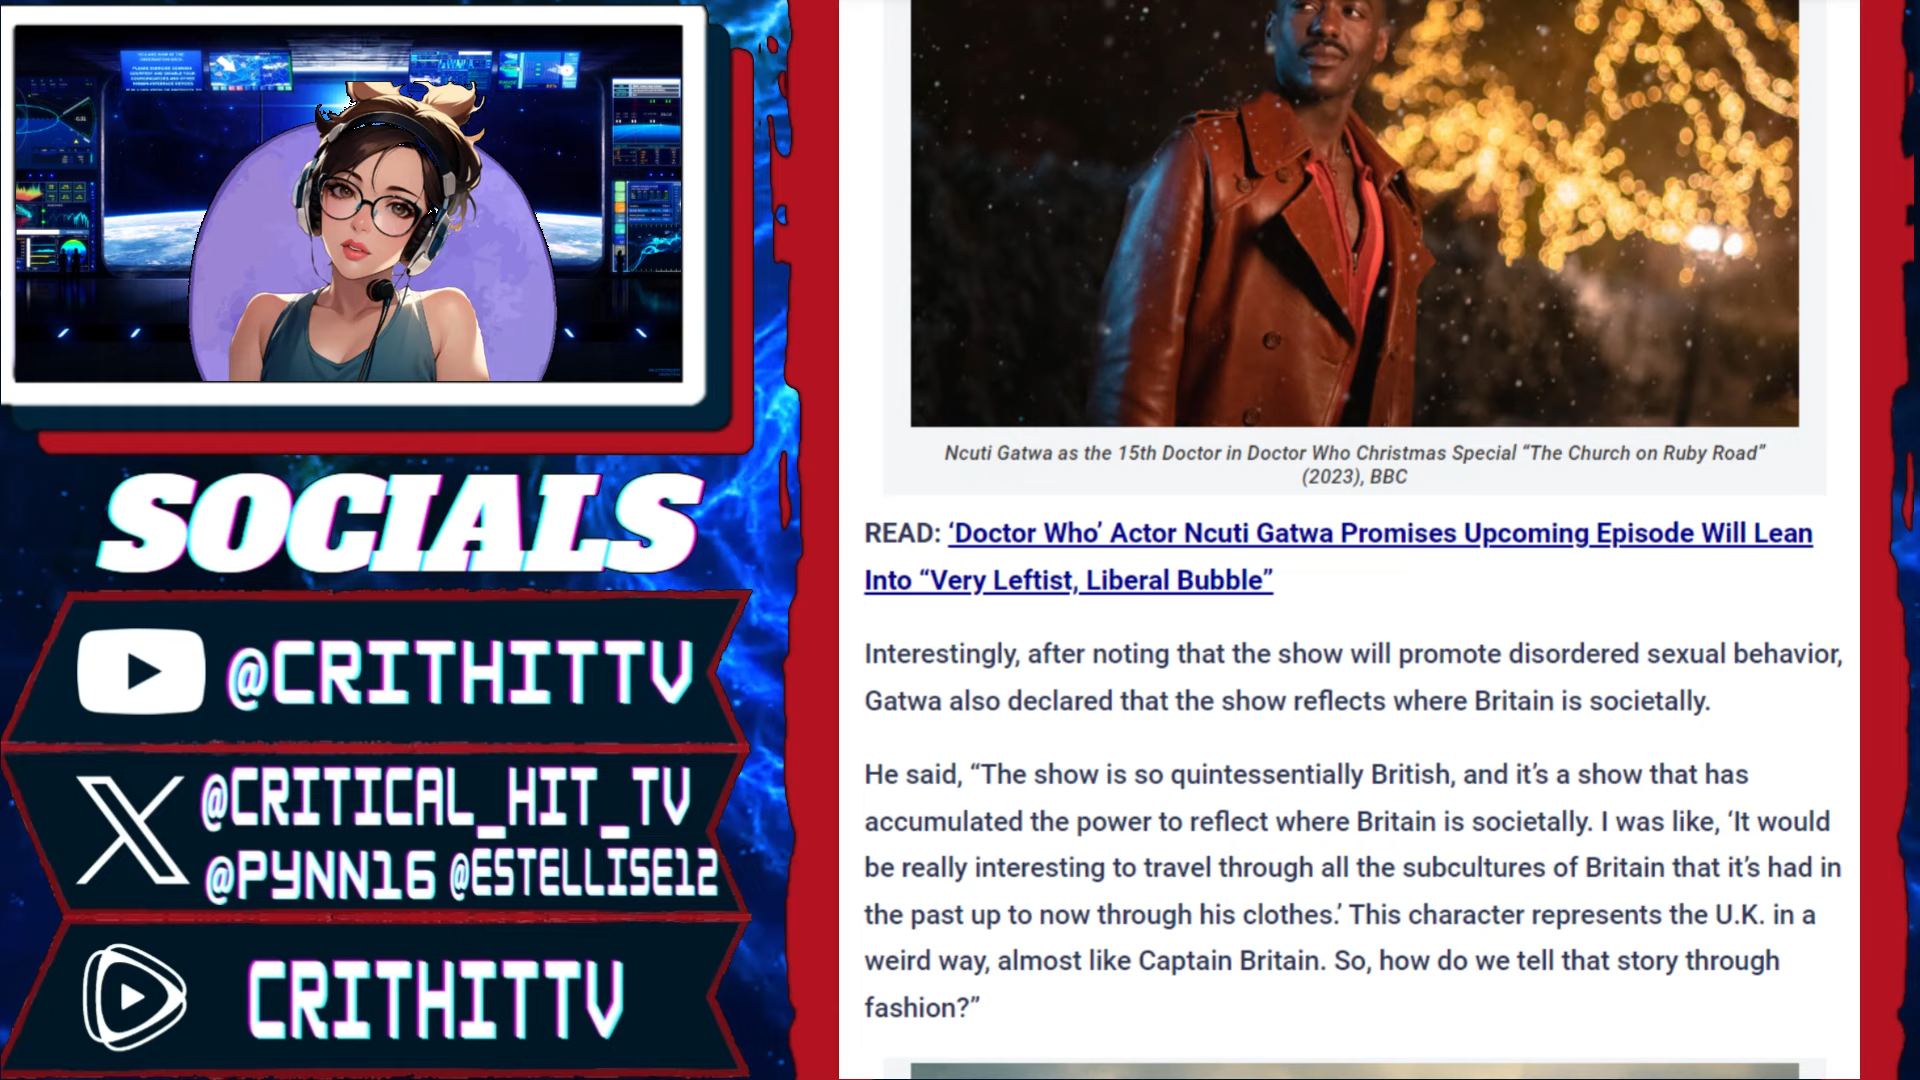 SOCIALS
@CRITHITTV
@CRITICAL_HIT_TV
@PYNN16 @ESTELLISE12
CRITHITTV
Ncuti Gatwa as the 15th Doctor in Doctor Who Christmas Special “The Church on Ruby Road”
(2023), BBC
READ: ‘Doctor Who’ Actor Ncuti Gatwa Promises Upcoming Episode Will Lean
Into “Very Leftist, Liberal Bubble”
Interestingly, after noting that the show will promote disordered sexual behavior,
Gatwa also declared that the show reflects where Britain is societally.
He said, “The show is so quintessentially British, and it’s a show that has
accumulated the power to reflect where Britain is societally. I was like, ‘It would
be really interesting to travel through all the subcultures of Britain that it’s had in
the past up to now through his clothes.’ This character represents the U.K. in a
weird way, almost like Captain Britain. So, how do we tell that story through
fashion?”